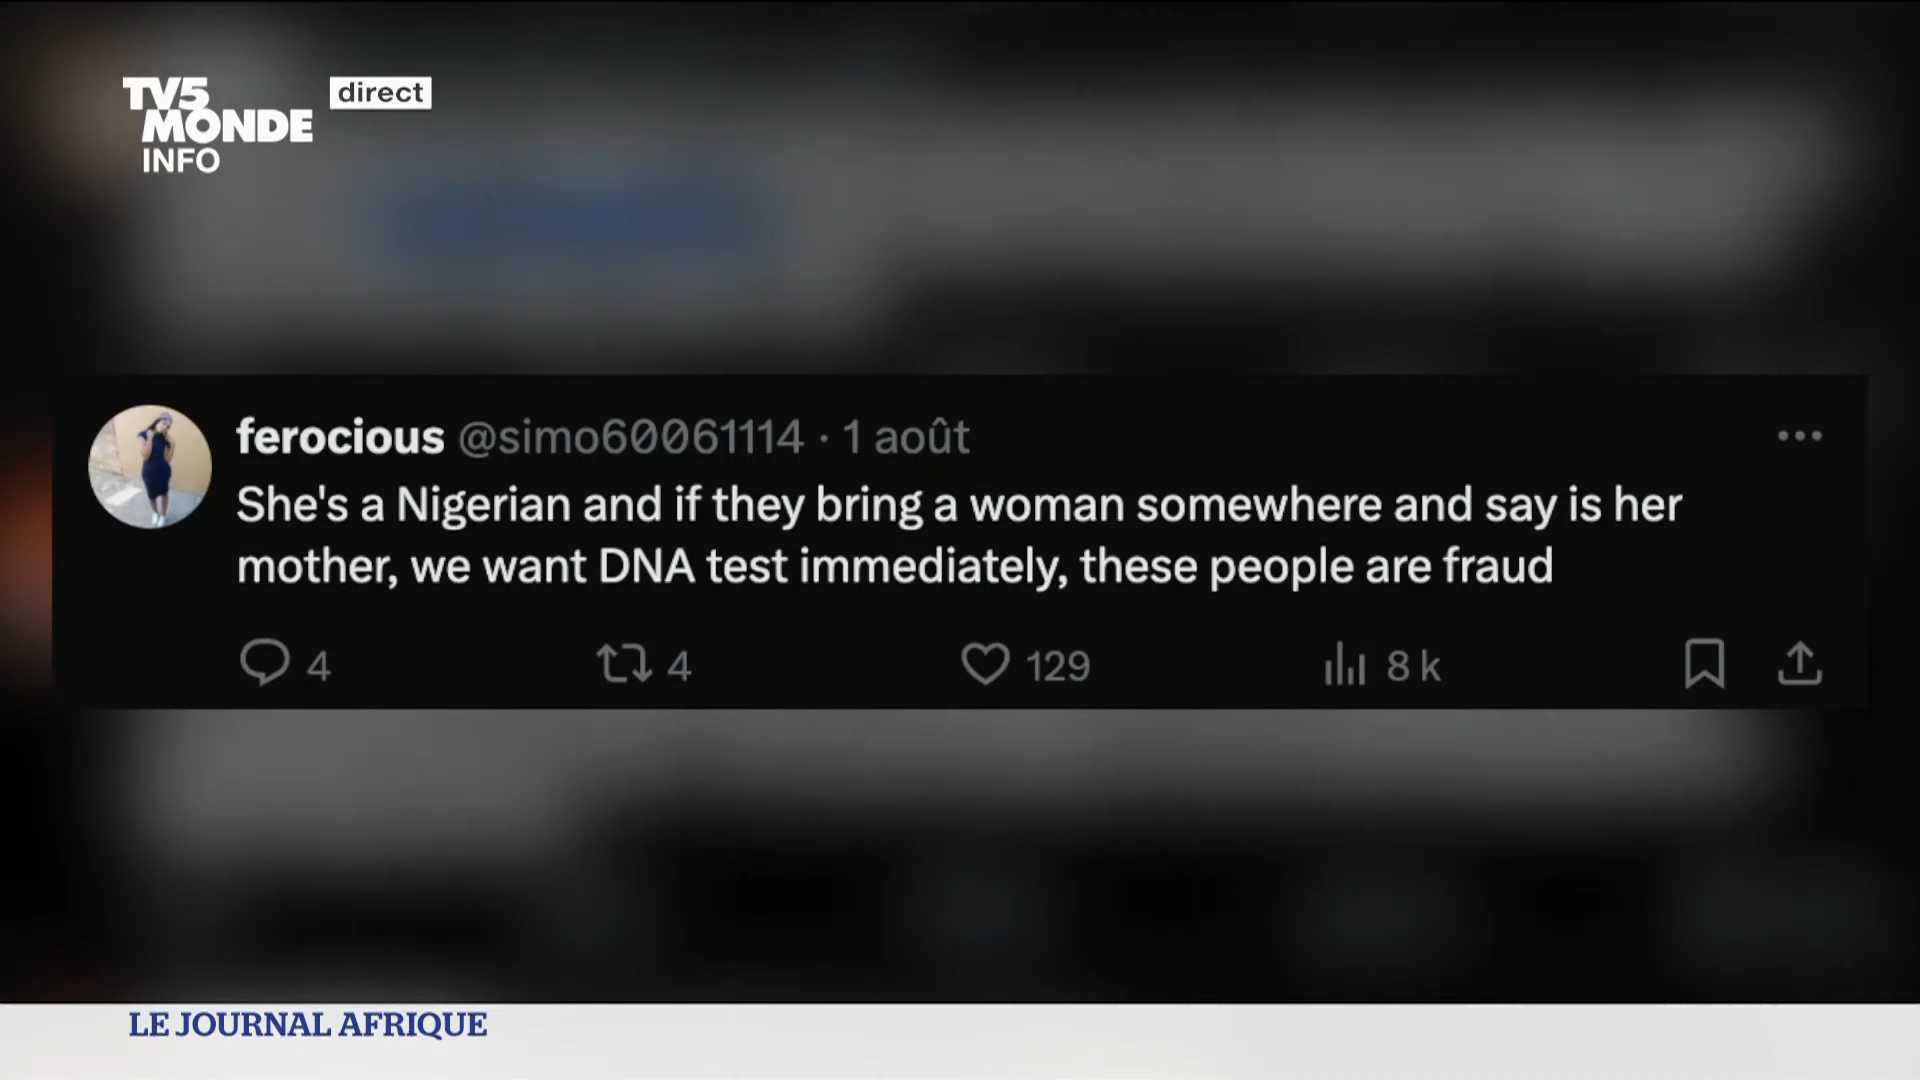 TV5
MONDE
INFO
direct
ferocious @simo60061114 · 1 août
She's a Nigerian and if they bring a woman somewhere and say is her
mother, we want DNA test immediately, these people are fraud
4 4 129 8 k
LE JOURNAL AFRIQUE